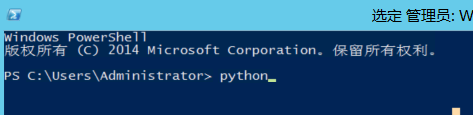 选定 管理员: W
Windows PowerShell
版权所有 (C) 2014 Microsoft Corporation。保留所有权利。
PS C:\Users\Administrator> python_